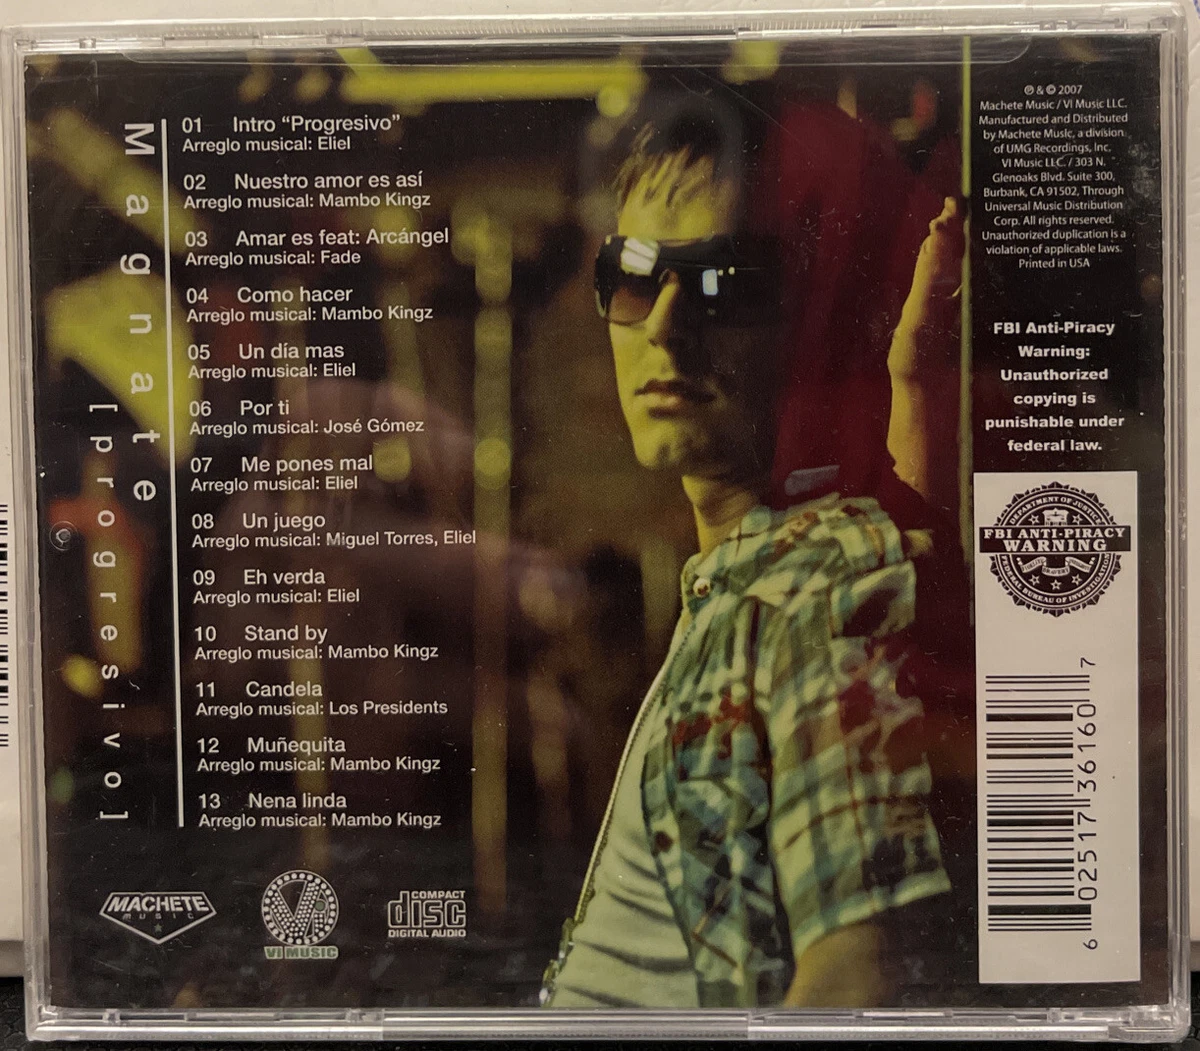 Magnate
[progresivo]
01 Intro “Progresivo”
Arreglo musical: Eliel
02 Nuestro amor es así
Arreglo musical: Mambo Kingz
03 Amar es feat: Arcángel
Arreglo musical: Fade
04 Como hacer
Arreglo musical: Mambo Kingz
05 Un día mas
Arreglo musical: Eliel
06 Por ti
Arreglo musical: José Gómez
07 Me pones mal
Arreglo musical: Eliel
08 Un juego
Arreglo musical: Miguel Torres, Eliel
09 Eh verda
Arreglo musical: Eliel
10 Stand by
Arreglo musical: Mambo Kingz
11 Candela
Arreglo musical: Los Presidents
12 Muñequita
Arreglo musical: Mambo Kingz
13 Nena linda
Arreglo musical: Mambo Kingz
MACHETE
MUSIC
VI
VI MUSIC
COMPACT
disc
DIGITAL AUDIO
℗ & © 2007
Machete Music / VI Music LLC.
Manufactured and Distributed
by Machete Music, a division
of UMG Recordings, Inc.
VI Music LLC. / 303 N.
Glenoaks Blvd. Suite 300,
Burbank, CA 91502, Through
Universal Music Distribution
Corp. All rights reserved.
Unauthorized duplication is a
violation of applicable laws.
Printed in USA
FBI Anti-Piracy
Warning:
Unauthorized
copying is
punishable under
federal law.
DEPARTMENT OF JUSTICE
FBI ANTI-PIRACY
WARNING
FIDELITY BRAVERY INTEGRITY
FEDERAL BUREAU OF INVESTIGATION
6 02517 36160 7